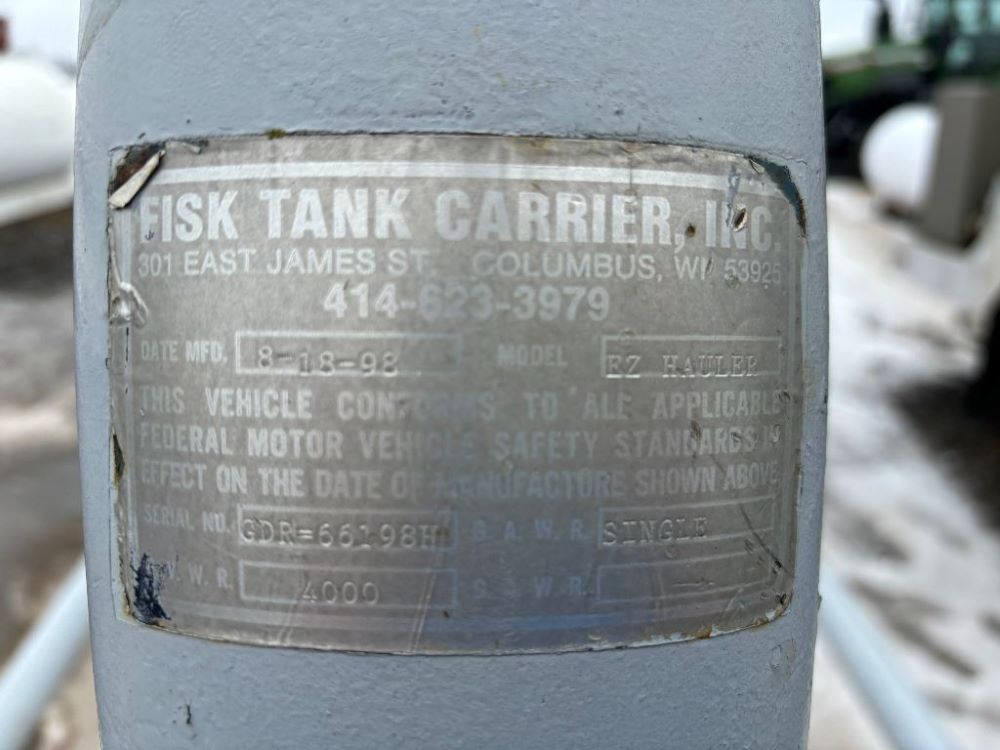 FISK TANK CARRIER, INC.
301 EAST JAMES ST. COLUMBUS, WI 53925
414-623-3979
DATE MFD. 8-18-98 MODEL EZ HAULER
THIS VEHICLE CONFORMS TO ALL APPLICABLE
FEDERAL MOTOR VEHICLE SAFETY STANDARDS IN
EFFECT ON THE DATE OF MANUFACTURE SHOWN ABOVE
SERIAL NO. GDR=66198H G. A. W. R. SINGLE
V. W. R. 4000 G. W. R. —